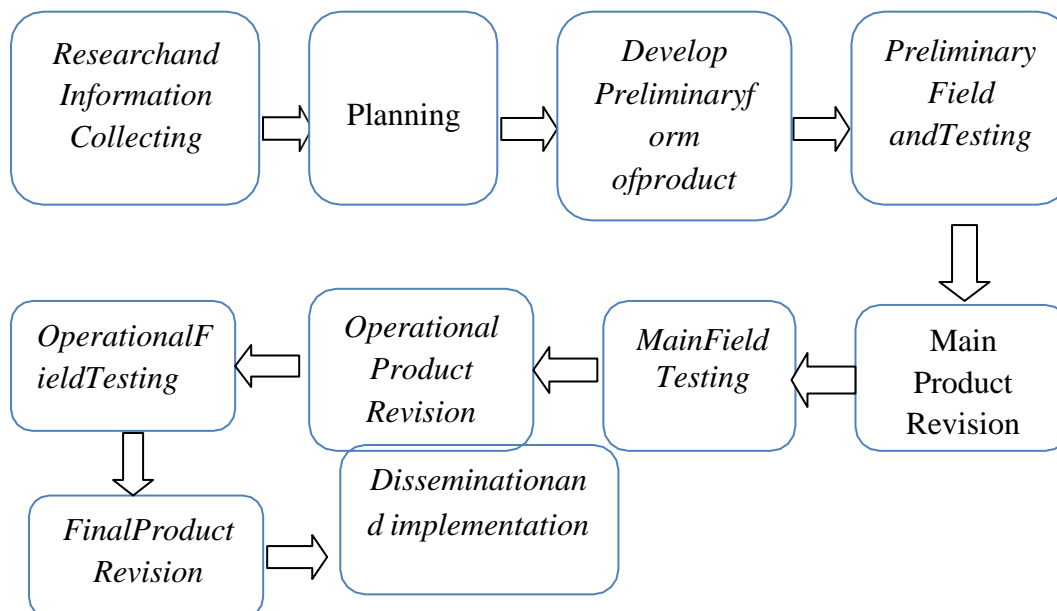 Researchand
Information
Collecting
Planning
Develop
Preliminaryf
orm
ofproduct
Preliminary
Field
andTesting
Main
Product
Revision
MainField
Testing
Operational
Product
Revision
OperationalF
ieldTesting
FinalProduct
Revision
Disseminationan
d implementation